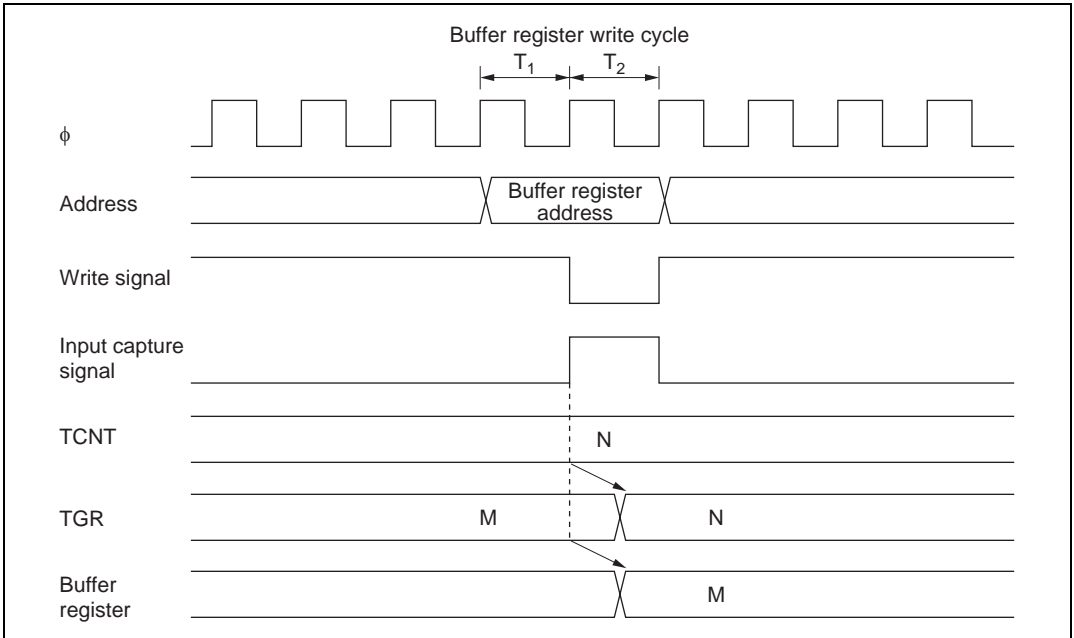 Buffer register write cycle
T₁ T₂
ϕ
Address
Buffer register
address
Write signal
Input capture
signal
TCNT
N
TGR
M
N
Buffer
register
M